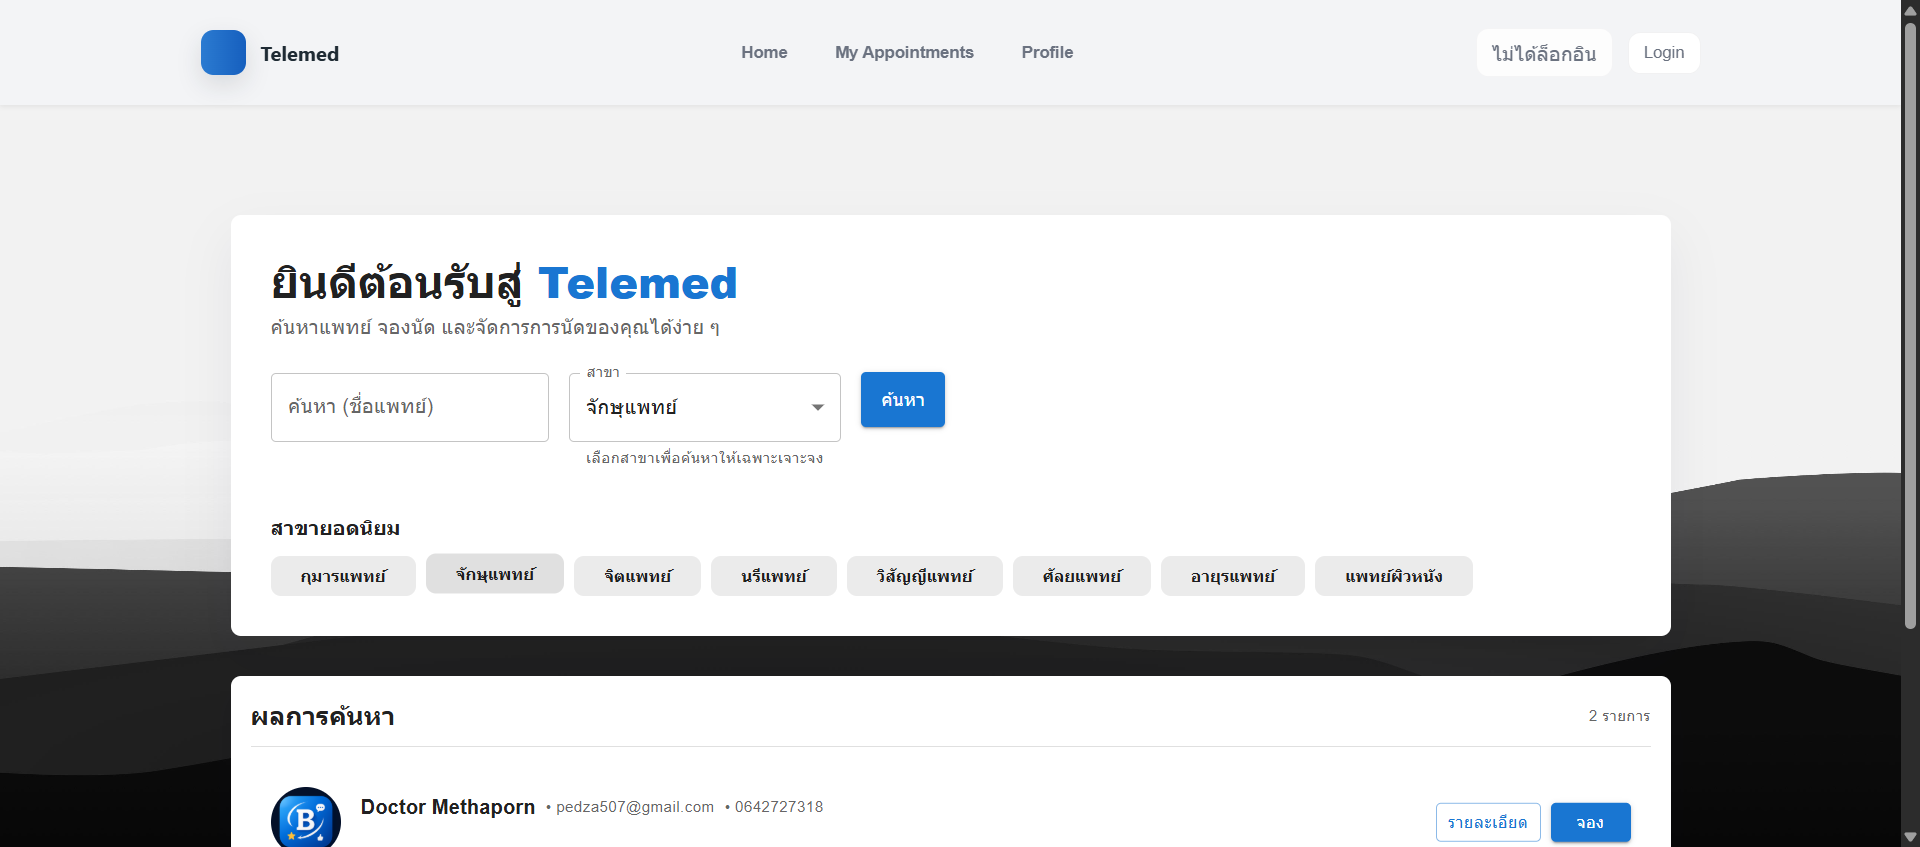 Telemed
Home
My Appointments
Profile
ไม่ได้ล็อกอิน
Login
ยินดีต้อนรับสู่ Telemed
ค้นหาแพทย์ จองนัด และจัดการการนัดของคุณได้ง่าย ๆ
ค้นหา (ชื่อแพทย์)
สาขา
จักษุแพทย์
ค้นหา
เลือกสาขาเพื่อค้นหาให้เฉพาะเจาะจง
สาขายอดนิยม
กุมารแพทย์
จักษุแพทย์
จิตแพทย์
นรีแพทย์
วิสัญญีแพทย์
ศัลยแพทย์
อายุรแพทย์
แพทย์ผิวหนัง
ผลการค้นหา
2 รายการ
B
Doctor Methaporn • pedza507@gmail.com • 0642727318
รายละเอียด
จอง